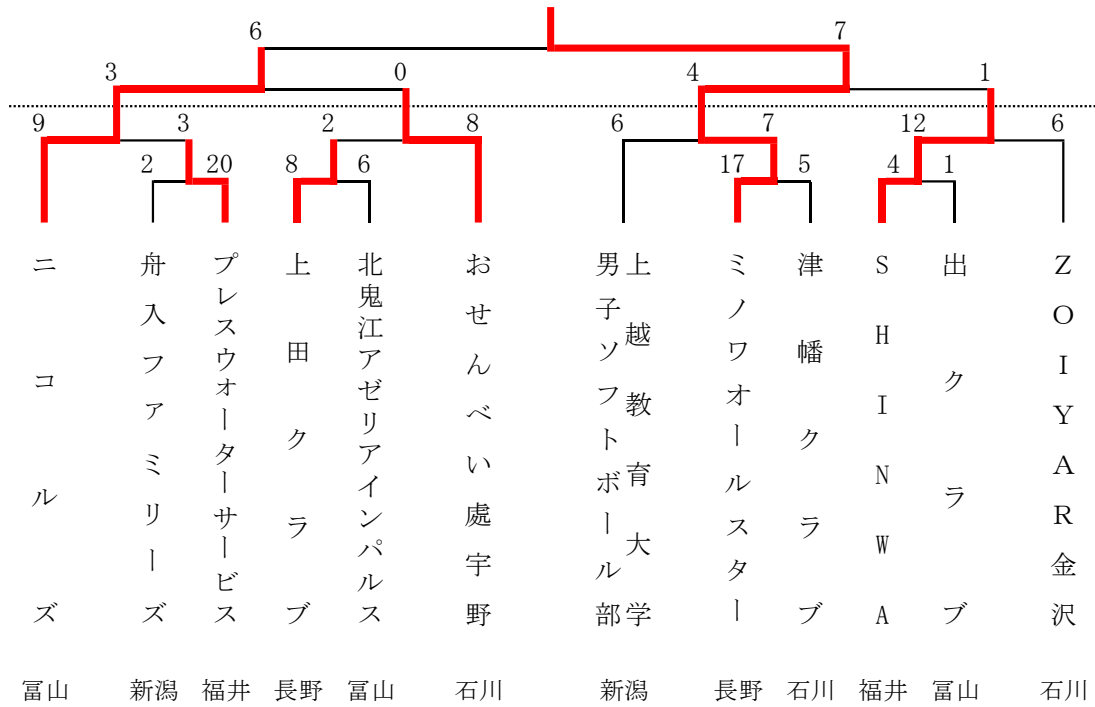 6 7
3 0 4 1
9 3 2 8 6 7 12 6
2 20 8 6 17 5 4 1
ニコルズ
舟入ファミリーズ
プレスウオーターサービス
上田クラブ
北鬼江アゼリアインパルス
おせんべい處宇野
上越教育大学
男子ソフトボール部
ミノワオールスター
津幡クラブ
SHINWA
出クラブ
ZOIYAR金沢
富山 新潟 福井 長野 富山 石川 新潟 長野 石川 福井 富山 石川